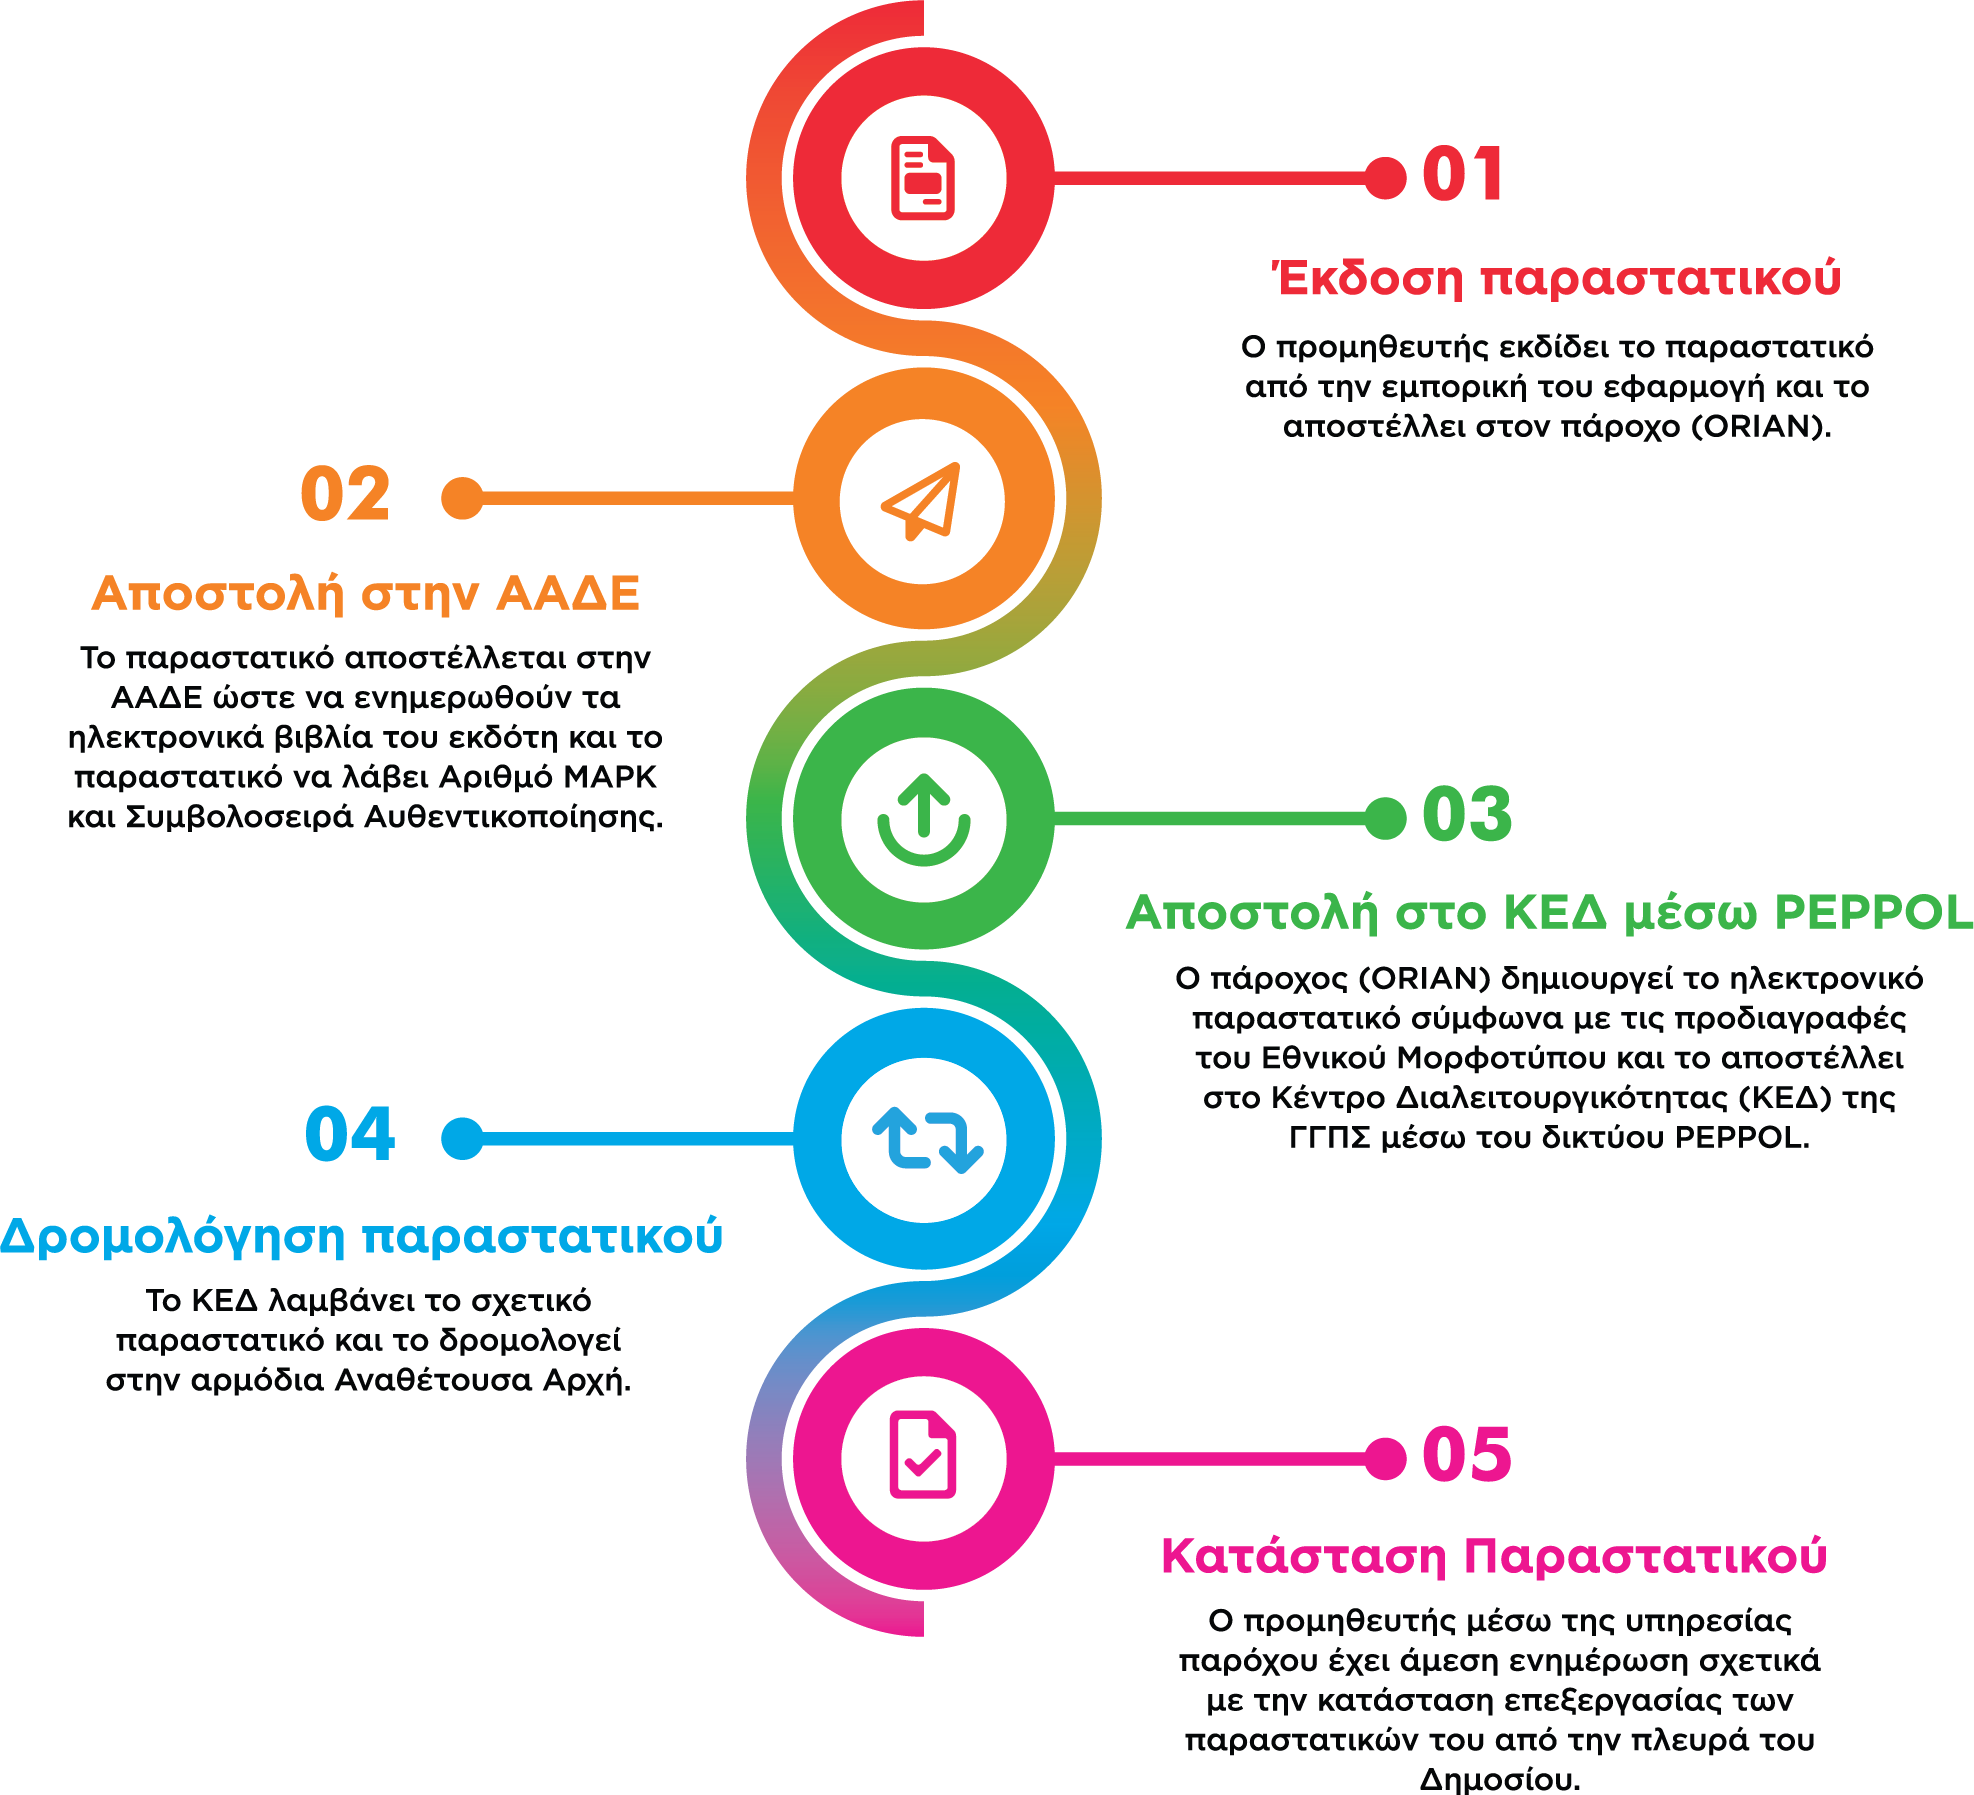 01
Έκδοση παραστατικού
Ο προμηθευτής εκδίδει το παραστατικό
από την εμπορική του εφαρμογή και το
αποστέλλει στον πάροχο (ORIAN).
02
Αποστολή στην ΑΑΔΕ
Το παραστατικό αποστέλλεται στην
ΑΑΔΕ ώστε να ενημερωθούν τα
ηλεκτρονικά βιβλία του εκδότη και το
παραστατικό να λάβει Αριθμό ΜΑΡΚ
και Συμβολοσειρά Αυθεντικοποίησης.
03
Αποστολή στο ΚΕΔ μέσω PEPPOL
Ο πάροχος (ORIAN) δημιουργεί το ηλεκτρονικό
παραστατικό σύμφωνα με τις προδιαγραφές
του Εθνικού Μορφοτύπου και το αποστέλλει
στο Κέντρο Διαλειτουργικότητας (ΚΕΔ) της
ΓΓΠΣ μέσω του δικτύου PEPPOL.
04
Δρομολόγηση παραστατικού
Το ΚΕΔ λαμβάνει το σχετικό
παραστατικό και το δρομολογεί
στην αρμόδια Αναθέτουσα Αρχή.
05
Κατάσταση Παραστατικού
Ο προμηθευτής μέσω της υπηρεσίας
παρόχου έχει άμεση ενημέρωση σχετικά
με την κατάσταση επεξεργασίας των
παραστατικών του από την πλευρά του
Δημοσίου.